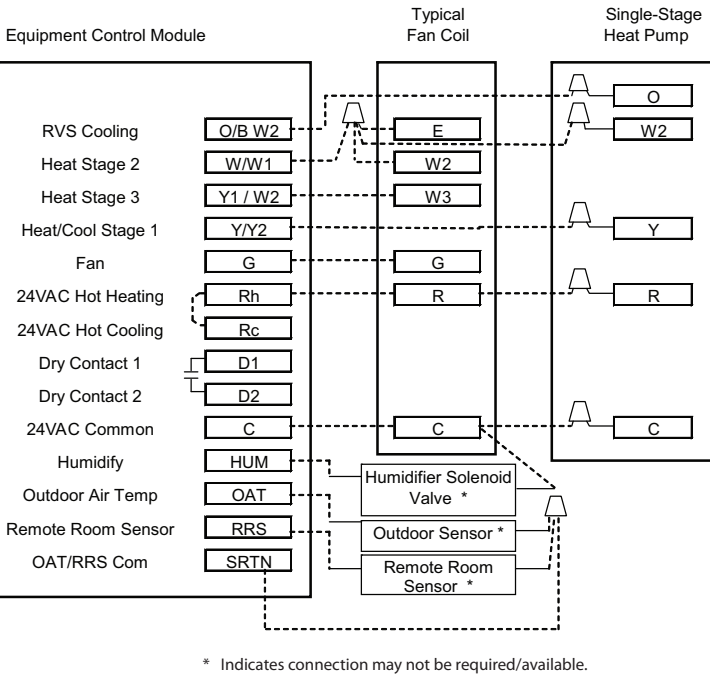 Typical Single-Stage
Equipment Control Module Fan Coil Heat Pump
O
RVS Cooling O/B W2 E W2
Heat Stage 2 W/W1 W2
Heat Stage 3 Y1 / W2 W3
Heat/Cool Stage 1 Y/Y2 Y
Fan G G
24VAC Hot Heating Rh R R
24VAC Hot Cooling Rc
Dry Contact 1 D1
Dry Contact 2 D2
24VAC Common C C C
Humidify HUM
Humidifier Solenoid
Valve *
Outdoor Air Temp OAT
Outdoor Sensor *
Remote Room Sensor RRS
Remote Room
Sensor *
OAT/RRS Com SRTN
* Indicates connection may not be required/available.